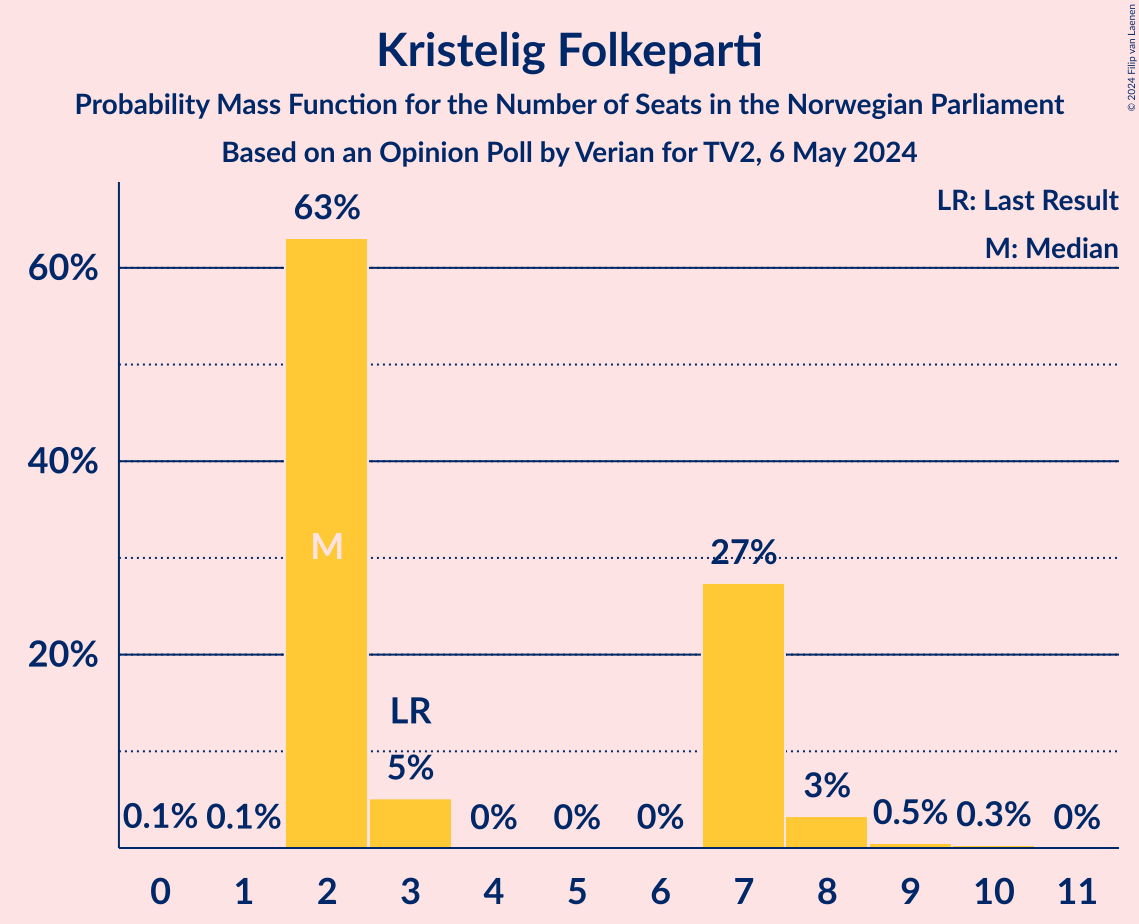 Kristelig Folkeparti
Probability Mass Function for the Number of Seats in the Norwegian Parliament
Based on an Opinion Poll by Verian for TV2, 6 May 2024
© 2024 Filip van Laenen
LR: Last Result
M: Median
60%
40%
20%
63%
M
LR
5%
27%
3%
0.1% 0.1% 0% 0% 0% 0.5% 0.3% 0%
0 1 2 3 4 5 6 7 8 9 10 11